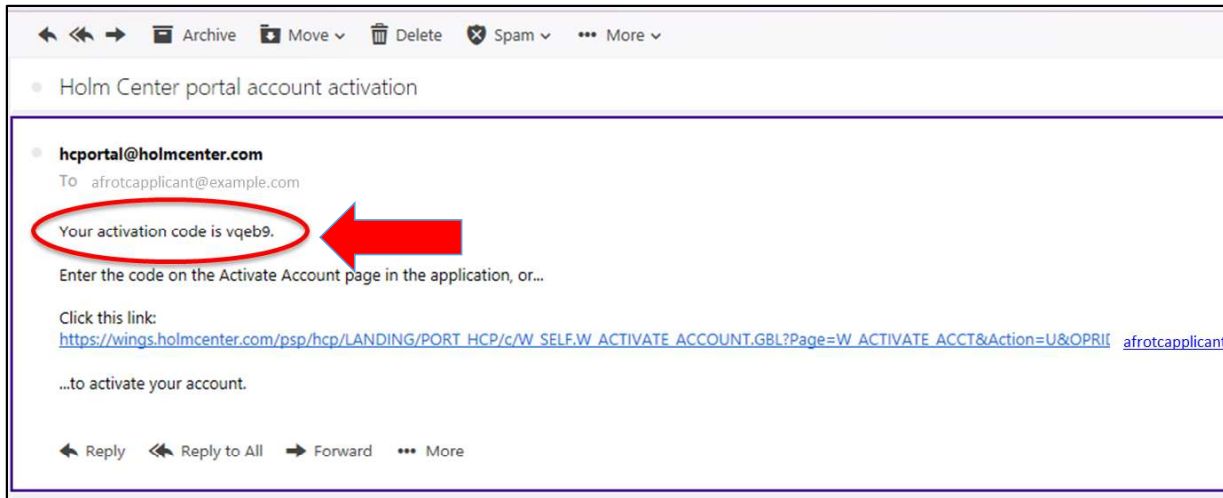 Archive Move Delete Spam More
Holm Center portal account activation
hcportal@holmcenter.com
To afrotcapplicant@example.com
Your activation code is vqeb9.
Enter the code on the Activate Account page in the application, or...
Click this link:
https://wings.holmcenter.com/psp/hcp/LANDING/PORT_HCP/c/W_SELF.W_ACTIVATE_ACCOUNT.GBL?Page=W_ACTIVATE_ACCT&Action=U&OPRID afrotcapplicant
...to activate your account.
Reply Reply to All Forward More